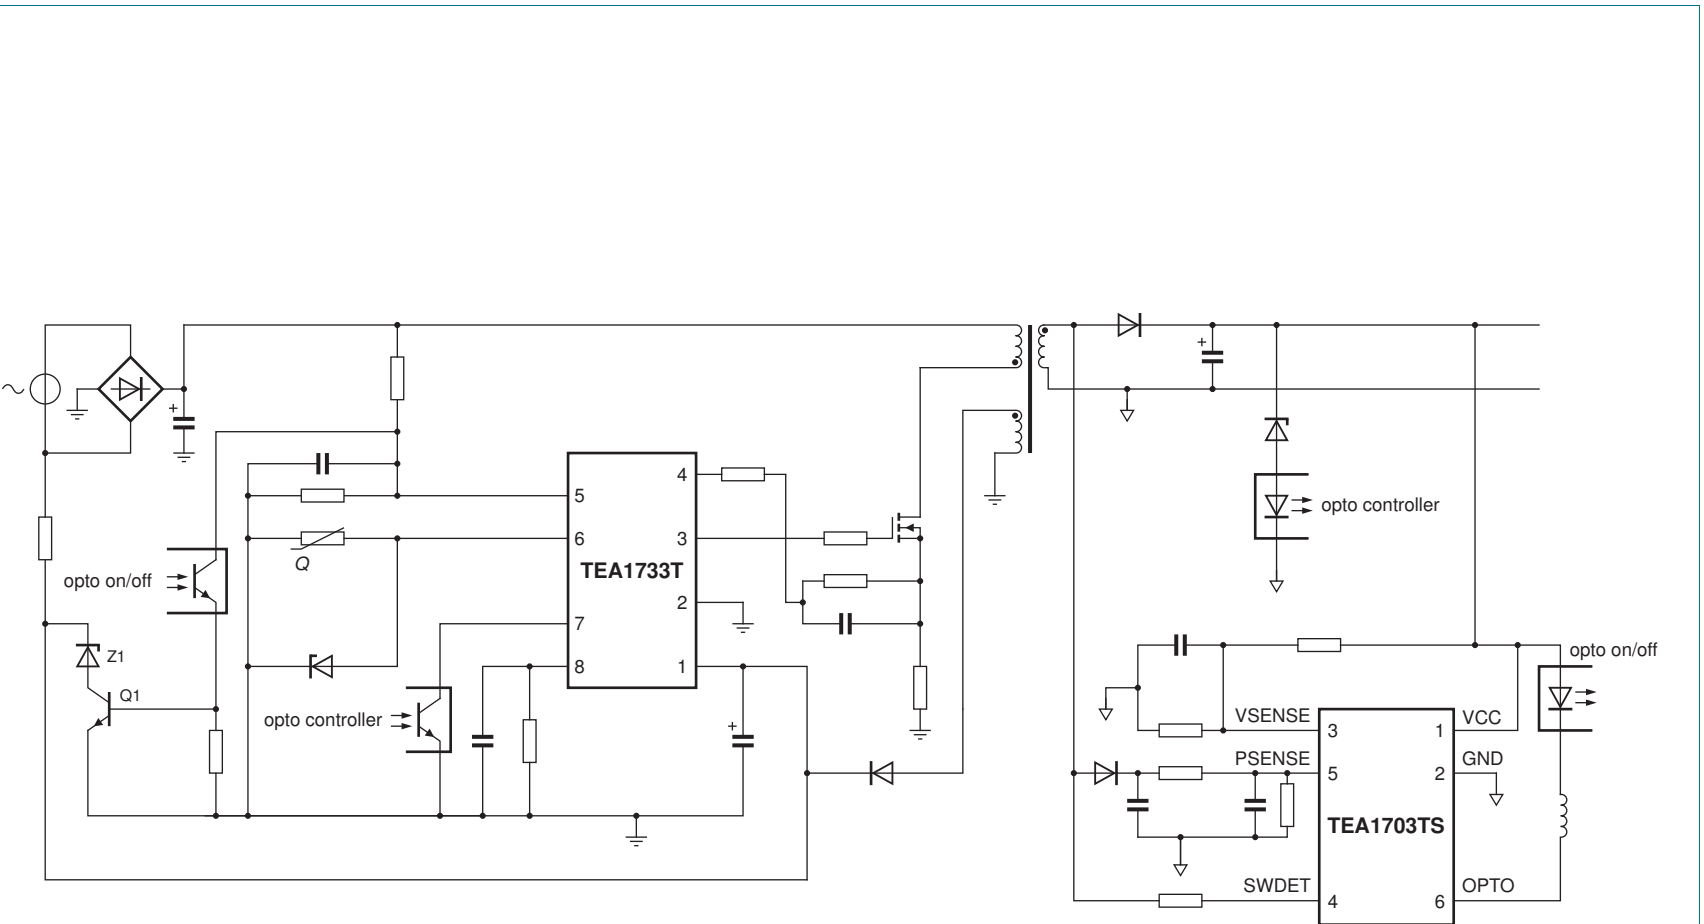 4
5
opto controller
6
3
Q
TEA1733T
opto on/off
2
7
opto on/off
Z1
8
1
Q1
opto controller
VSENSE
3
1
VCC
PSENSE
5
2
GND
TEA1703TS
SWDET
4
6
OPTO
+
+
+